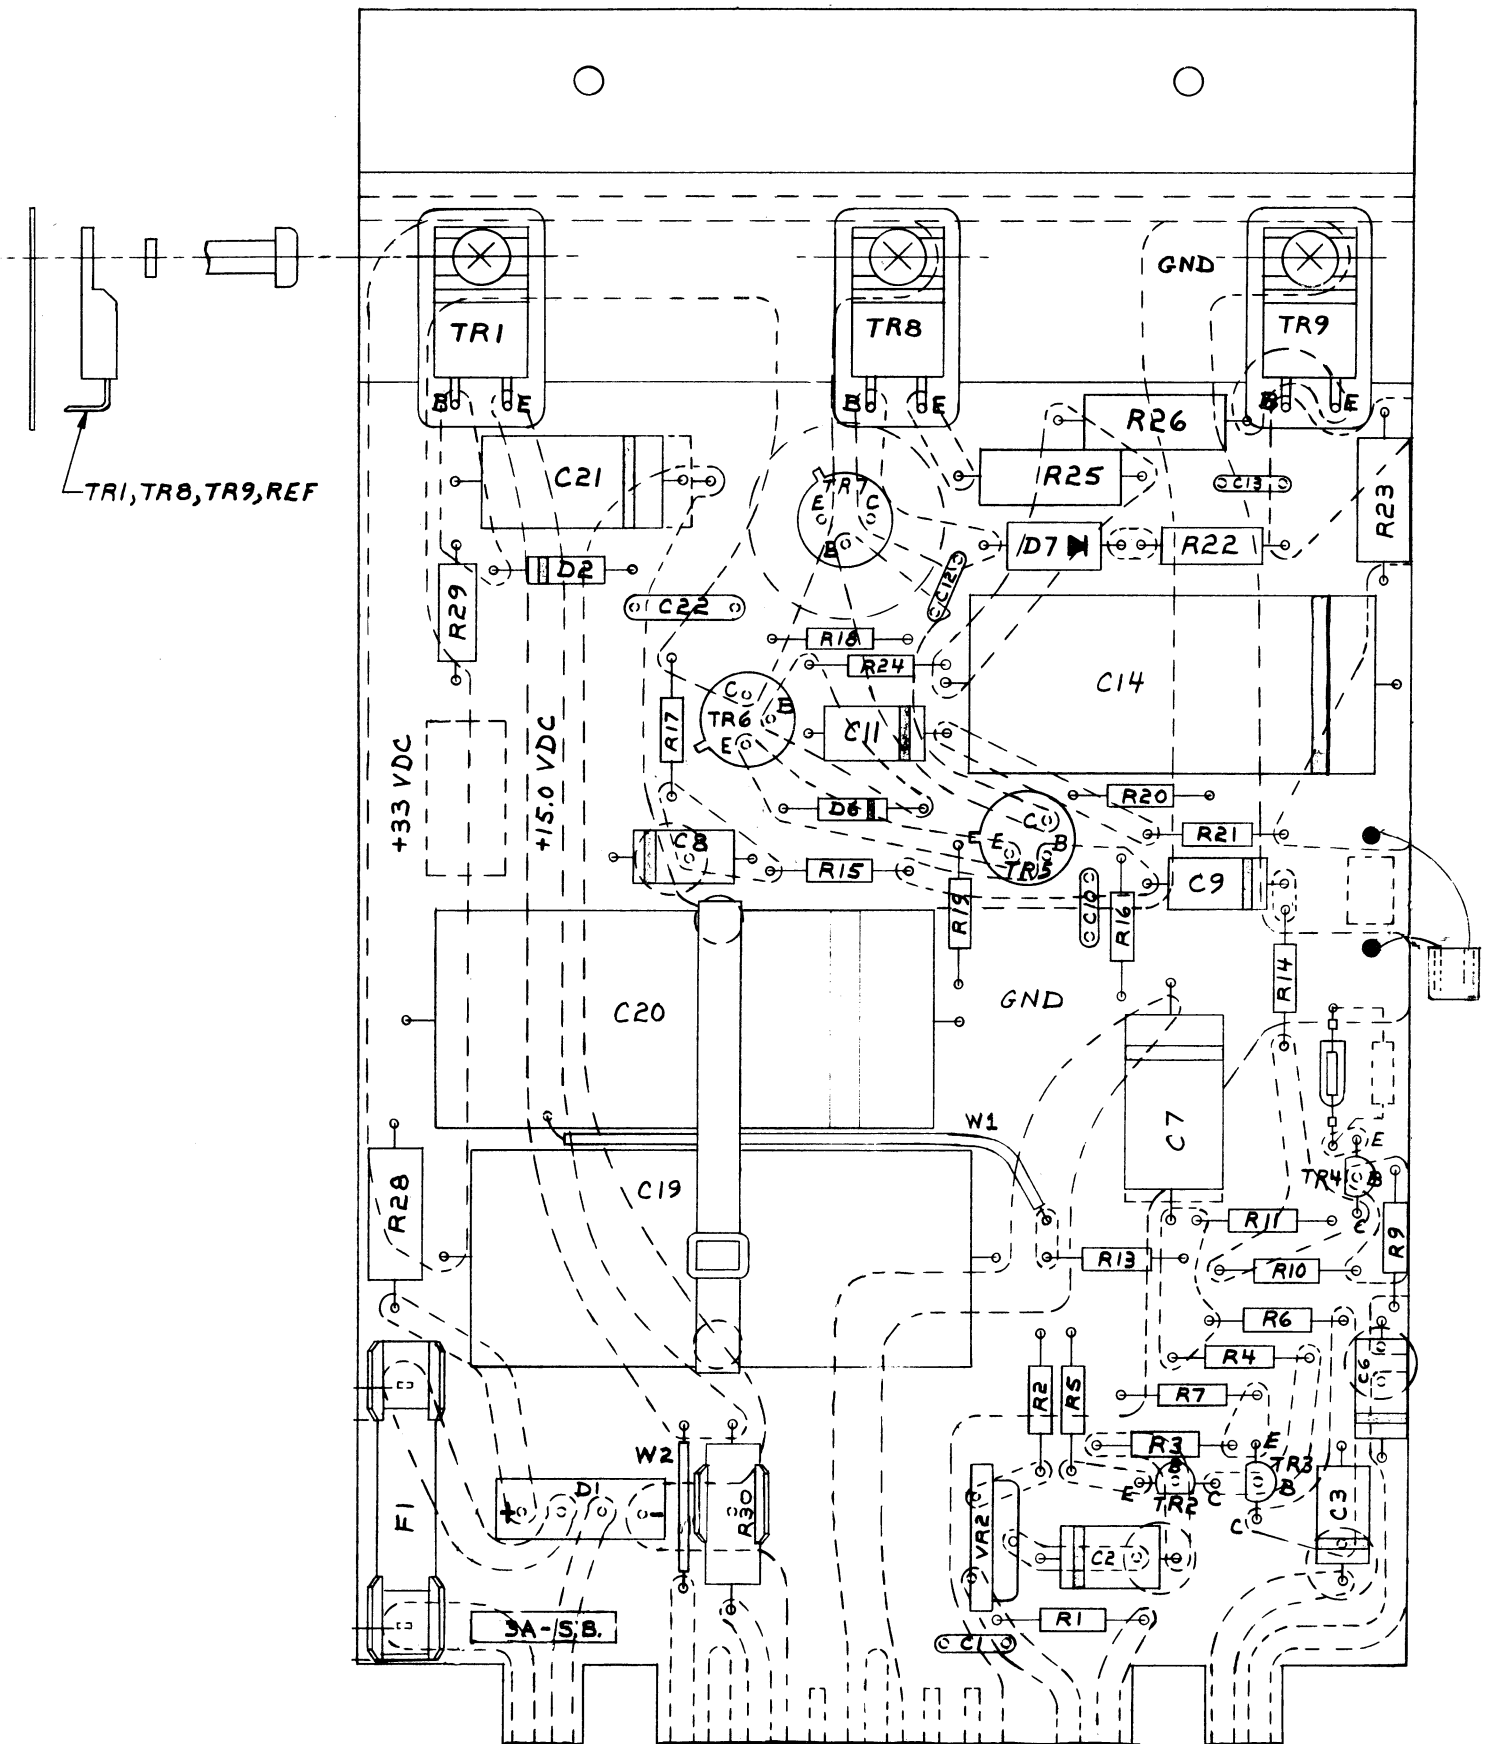 GND
TR1
TR8
TR9
B
E
B
E
B
E
TR1, TR8, TR9, REF
R26
C21
R25
C13
R23
TR7
E
C
B
D7
R22
D2
C12
R29
C22
R18
R24
C14
C
TR6
B
E
R17
C11
+33 VDC
+15.0 VDC
D6
R20
C
R21
C8
E
E
B
TR5
R15
R19
C10
R16
C9
R14
C20
GND
W1
C7
E
TR4
B
C
C19
R28
R11
R9
R13
R10
R6
R4
C6
R2
R5
R7
R3
E
TR3
B
C
W2
B
E
TR2
C
C3
D1
+
-
R30
F1
VR2
C2
3A-S.B.
R1
C1